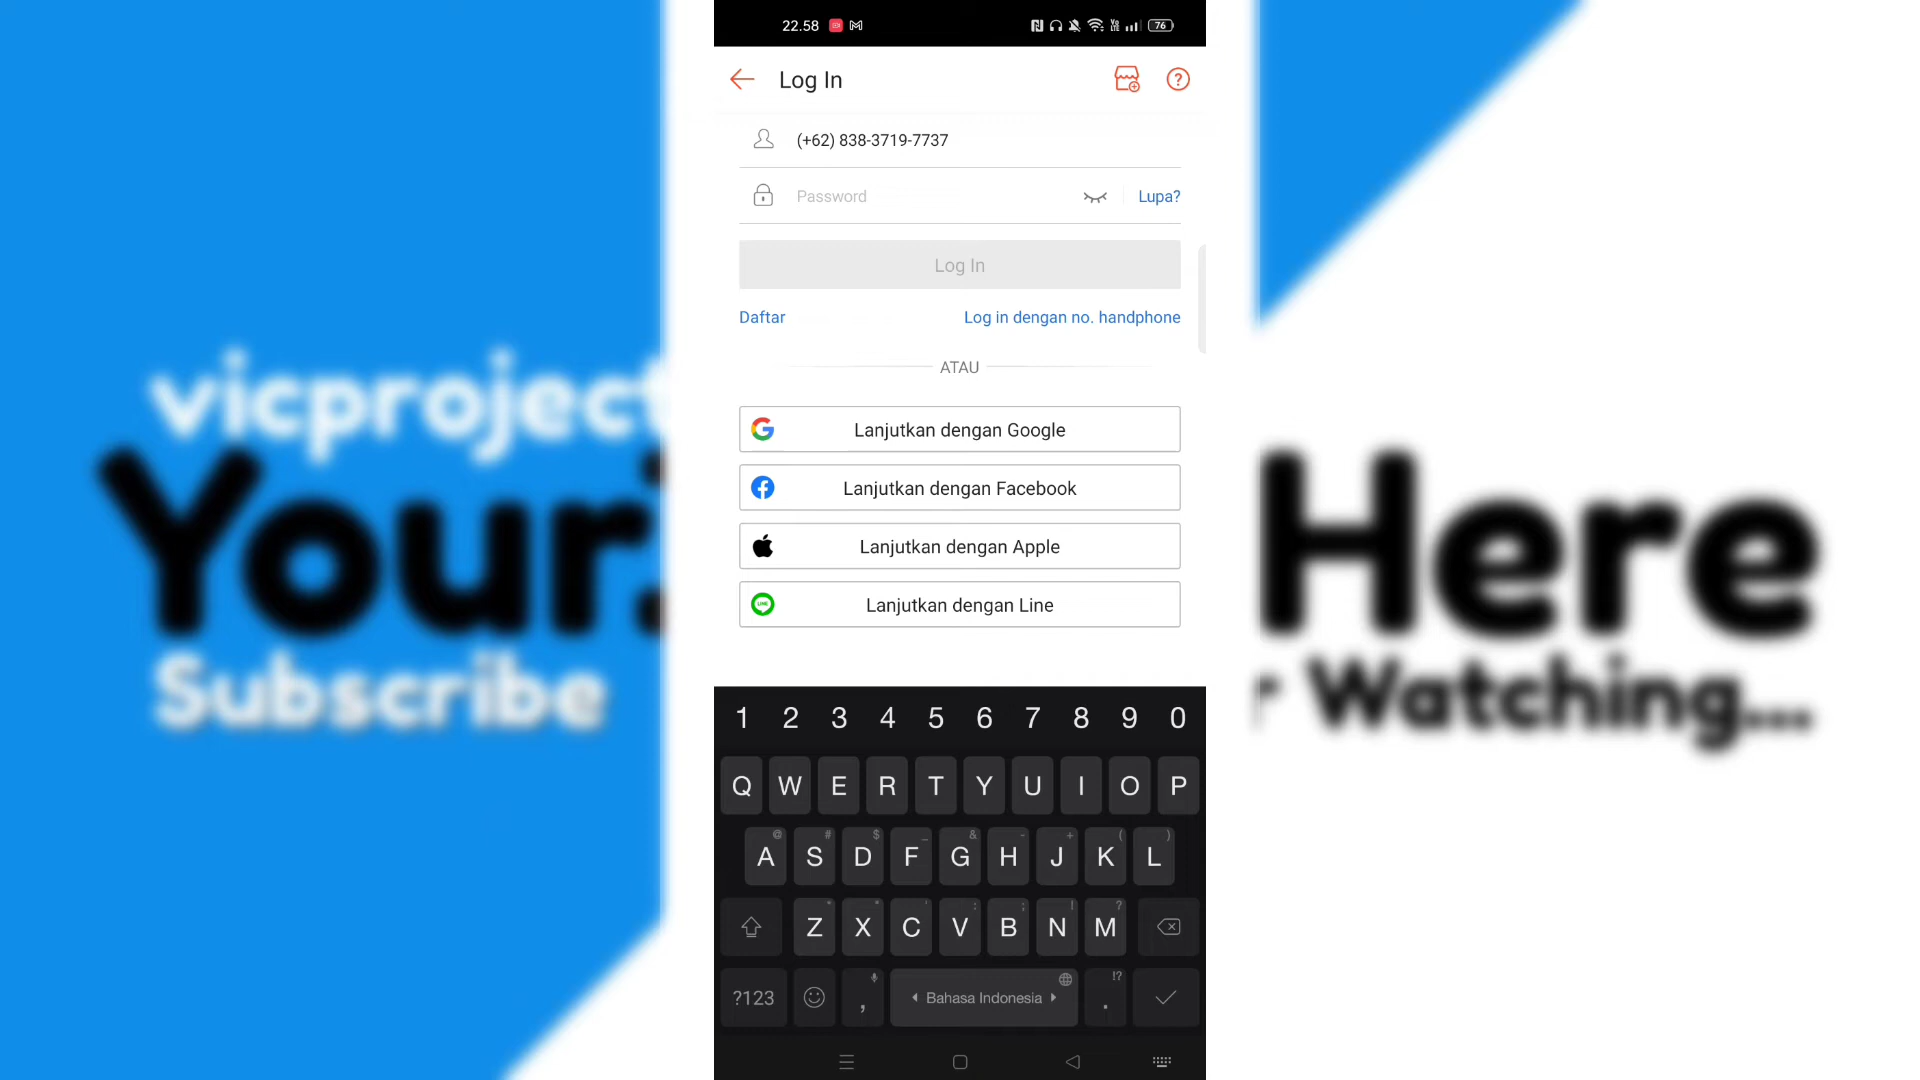 22.58
76
Log In
(+62) 838-3719-7737
Password
Lupa?
Log In
Daftar
Log in dengan no. handphone
ATAU
Lanjutkan dengan Google
Lanjutkan dengan Facebook
Lanjutkan dengan Apple
Lanjutkan dengan Line
vicproject
Your
Here
Subscribe
Watching...
1 2 3 4 5 6 7 8 9 0
Q W E R T Y U I O P
@ # $ _ & - + ( )
A S D F G H J K L
Z X C V B N M
?123 , Bahasa Indonesia .
!?